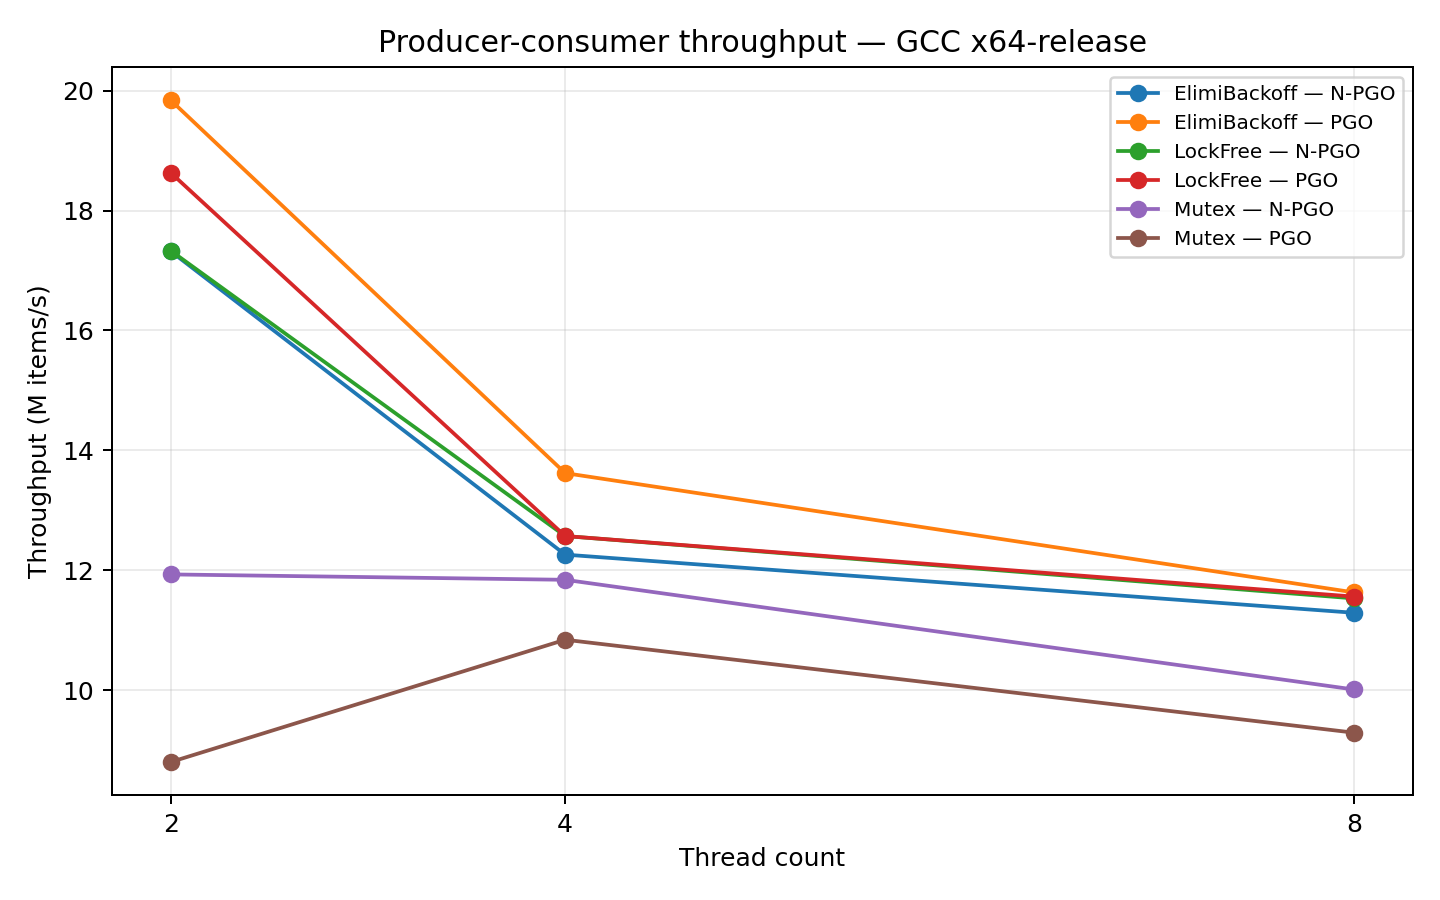 Producer-consumer throughput — GCC x64-release
Throughput (M items/s)
20
18
16
14
12
10
ElimiBackoff — N-PGO
ElimiBackoff — PGO
LockFree — N-PGO
LockFree — PGO
Mutex — N-PGO
Mutex — PGO
2 4 8
Thread count